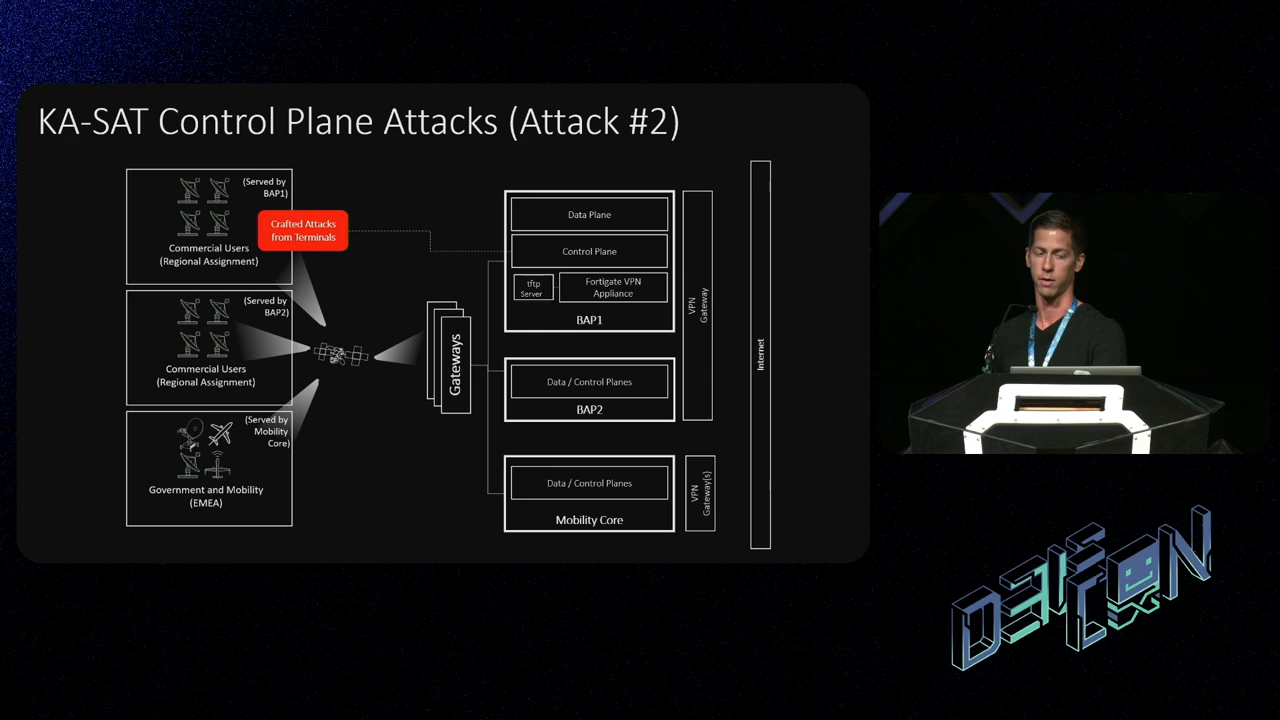 KA-SAT Control Plane Attacks (Attack #2)
(Served by
BAP1)
Commercial Users
(Regional Assignment)
Crafted Attacks
from Terminals
(Served by
BAP2)
Commercial Users
(Regional Assignment)
(Served by
Mobility
Core)
Government and Mobility
(EMEA)
Gateways
Data Plane
Control Plane
tftp
Server
Fortigate VPN
Appliance
BAP1
Data / Control Planes
BAP2
Data / Control Planes
Mobility Core
VPN
Gateway
VPN
Gateway(s)
Internet
DEF
CON